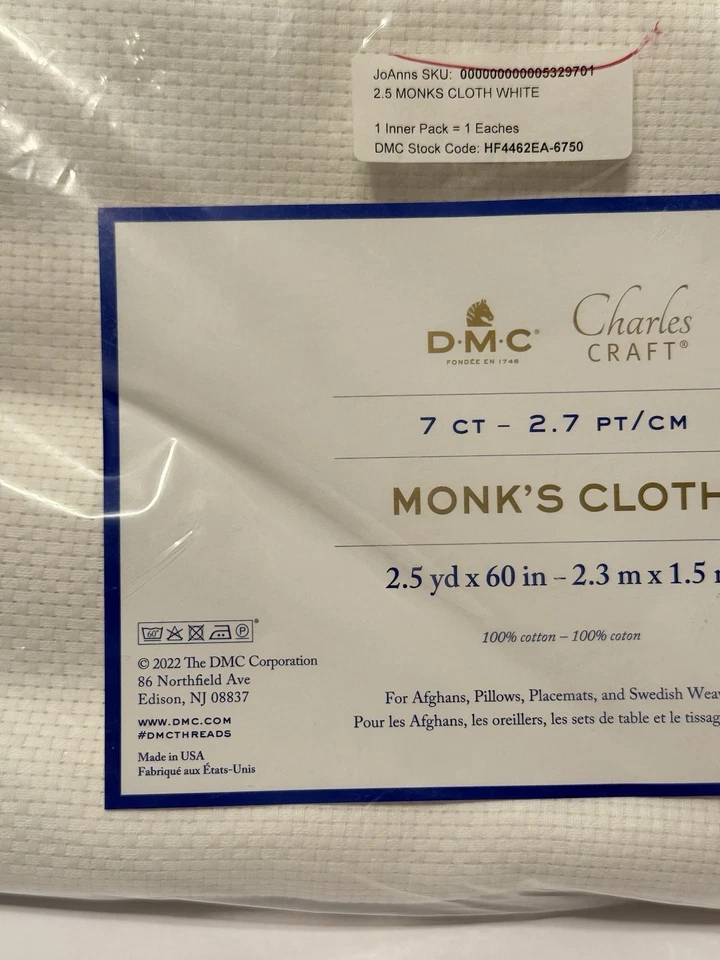 JoAnns SKU: 000000000005329701
2.5 MONKS CLOTH WHITE
1 Inner Pack = 1 Eaches
DMC Stock Code: HF4462EA-6750
D·M·C®
FONDÉE EN 1746
Charles
CRAFT®
7 CT – 2.7 PT/CM
MONK'S CLOTH
2.5 yd x 60 in – 2.3 m x 1.5
100% cotton – 100% coton
For Afghans, Pillows, Placemats, and Swedish Wea
Pour les Afghans, les oreillers, les sets de table et le tissag
60°
P
© 2022 The DMC Corporation
86 Northfield Ave
Edison, NJ 08837
WWW.DMC.COM
#DMCTHREADS
Made in USA
Fabriqué aux États-Unis